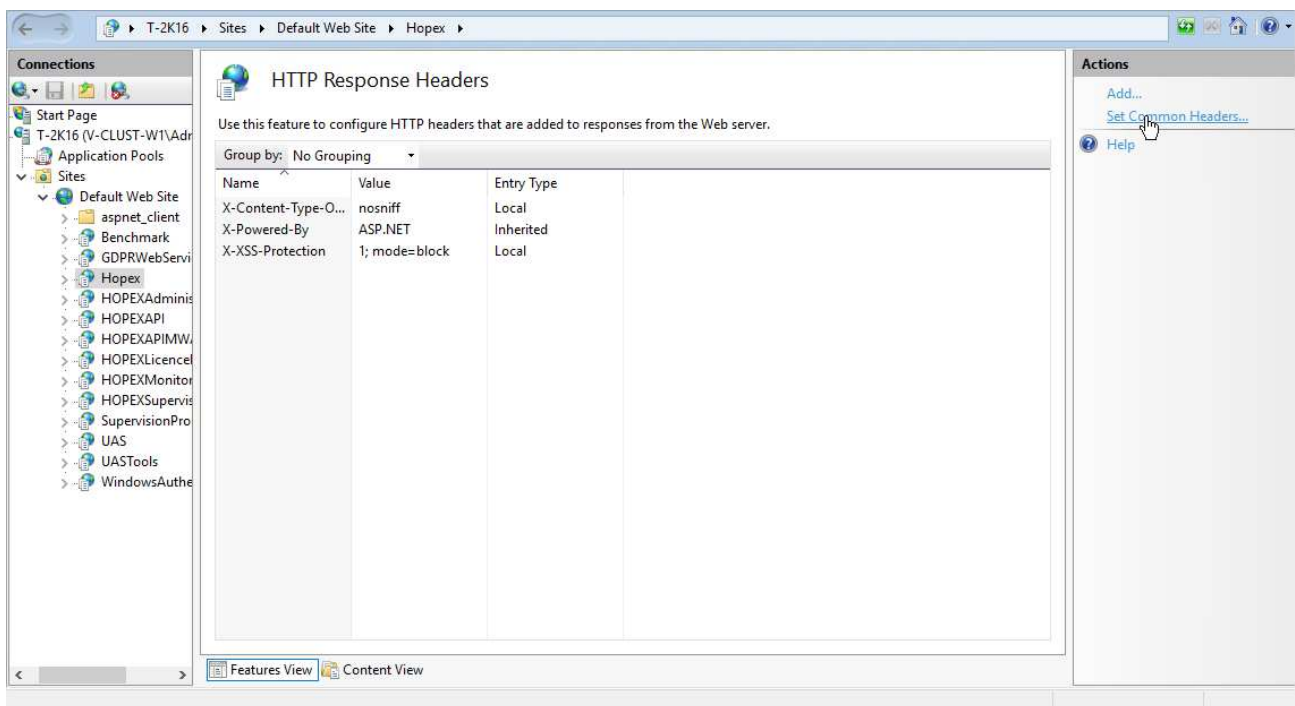 T-2K16 Sites Default Web Site Hopex
Connections
Start Page
T-2K16 (V-CLUST-W1\Adr
Application Pools
Sites
Default Web Site
aspnet_client
Benchmark
GDPRWebServi
Hopex
HOPEXAdminis
HOPEXAPI
HOPEXAPIMW
HOPEXLicencel
HOPEXMonitor
HOPEXSupervis
SupervisionPro
UAS
UASTools
WindowsAuthe
HTTP Response Headers
Use this feature to configure HTTP headers that are added to responses from the Web server.
Group by: No Grouping
Name Value Entry Type
X-Content-Type-O... nosniff Local
X-Powered-By ASP.NET Inherited
X-XSS-Protection 1; mode=block Local
Features View Content View
Actions
Add...
Set Common Headers...
Help